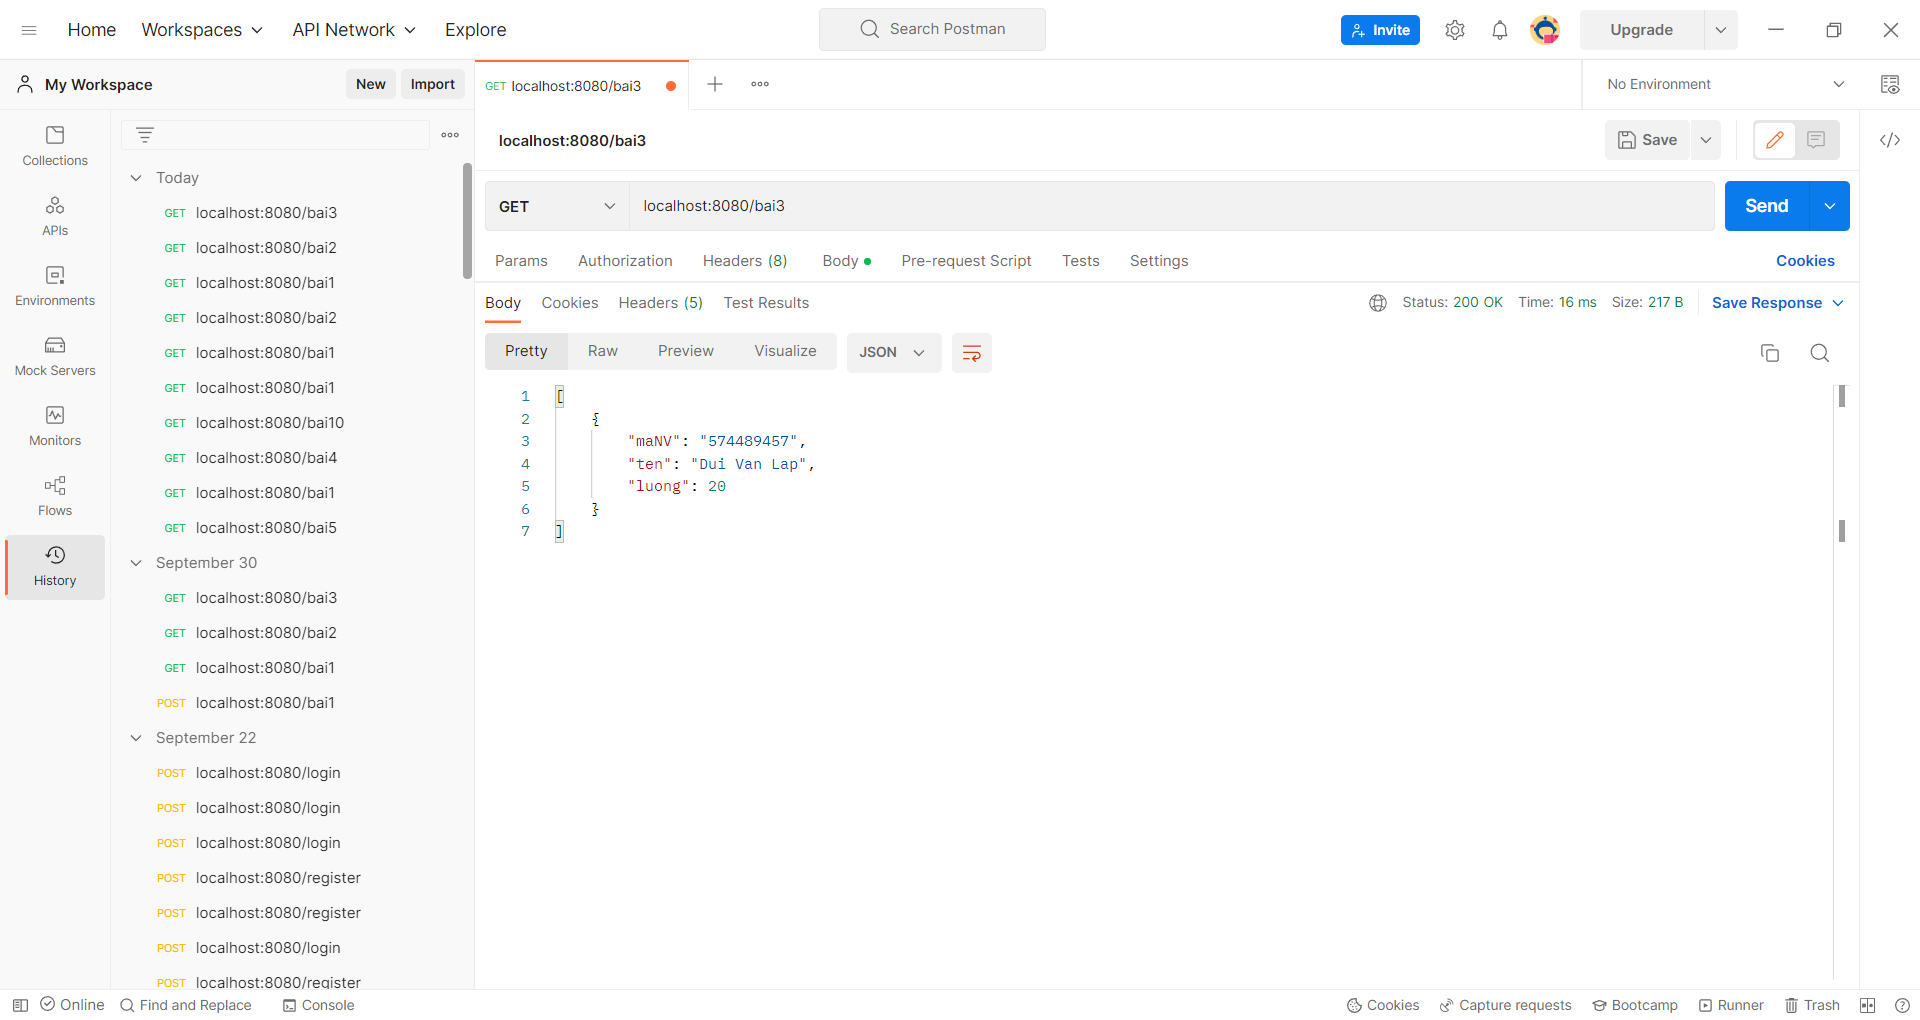 Home Workspaces API Network Explore Search Postman Invite Upgrade
My Workspace New Import GET localhost:8080/bai3 No Environment
Collections
APIs
Environments
Mock Servers
Monitors
Flows
History
Today
GET localhost:8080/bai3
GET localhost:8080/bai2
GET localhost:8080/bai1
GET localhost:8080/bai2
GET localhost:8080/bai1
GET localhost:8080/bai1
GET localhost:8080/bai10
GET localhost:8080/bai4
GET localhost:8080/bai1
GET localhost:8080/bai5
September 30
GET localhost:8080/bai3
GET localhost:8080/bai2
GET localhost:8080/bai1
POST localhost:8080/bai1
September 22
POST localhost:8080/login
POST localhost:8080/login
POST localhost:8080/login
POST localhost:8080/register
POST localhost:8080/register
POST localhost:8080/login
POST localhost:8080/register
localhost:8080/bai3 Save </>
GET localhost:8080/bai3 Send
Params Authorization Headers (8) Body Pre-request Script Tests Settings Cookies
Body Cookies Headers (5) Test Results Status: 200 OK Time: 16 ms Size: 217 B Save Response
Pretty Raw Preview Visualize JSON
1 [
2 {
3 "maNV": "574489457",
4 "ten": "Dui Van Lap",
5 "luong": 20
6 }
7 ]
Online Find and Replace Console Cookies Capture requests Bootcamp Runner Trash